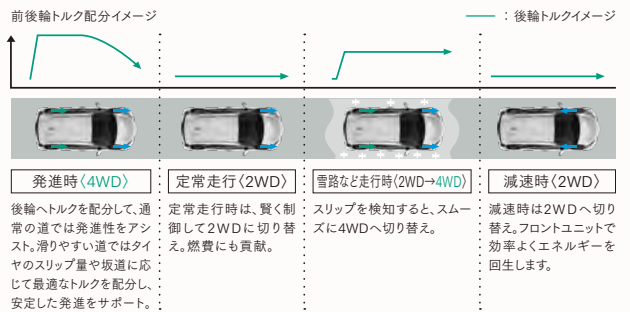 前後輪トルク配分イメージ
：後輪トルクイメージ
発進時〈4WD〉
後輪へトルクを配分して、通
常の道では発進性をアシ
スト。滑りやすい道ではタイ
ヤのスリップ量や坂道に応
じて最適なトルクを配分し、
安定した発進をサポート。
定常走行〈2WD〉
定常走行時は、賢く制
御して2WDに切り替
え。燃費にも貢献。
雪路など走行時〈2WD→4WD〉
スリップを検知すると、スムー
ズに4WDへ切り替え。
減速時〈2WD〉
減速時は2WDへ切り
替え。フロントユニットで
効率よくエネルギーを
回生します。